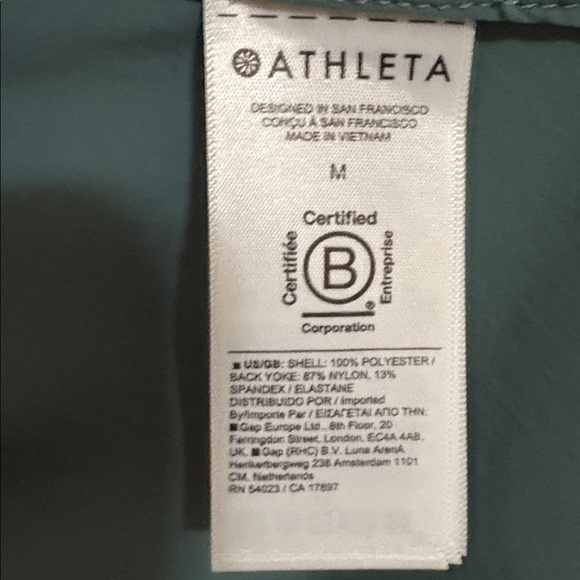 ATHLETA
DESIGNED IN SAN FRANCISCO
CONÇU À SAN FRANCISCO
MADE IN VIETNAM
M
Certified
Certifiée
B
Entreprise
®
Corporation
US/GB: SHELL: 100% POLYESTER /
BACK YOKE: 87% NYLON, 13%
SPANDEX / ELASTANE
DISTRIBUIDO POR / Imported
By/Importe Par / ΕΙΣΑΓΕΤΑΙ ΑΠΟ ΤΗΝ:
Gap Europe Ltd., 8th Floor, 20
Farringdon Street, London, EC4A 4AB,
UK. Gap (RHC) B.V. Luna ArenA
Herikerbergweg 238 Amsterdam 1101
CM, Netherlands
RN 54023 / CA 17897